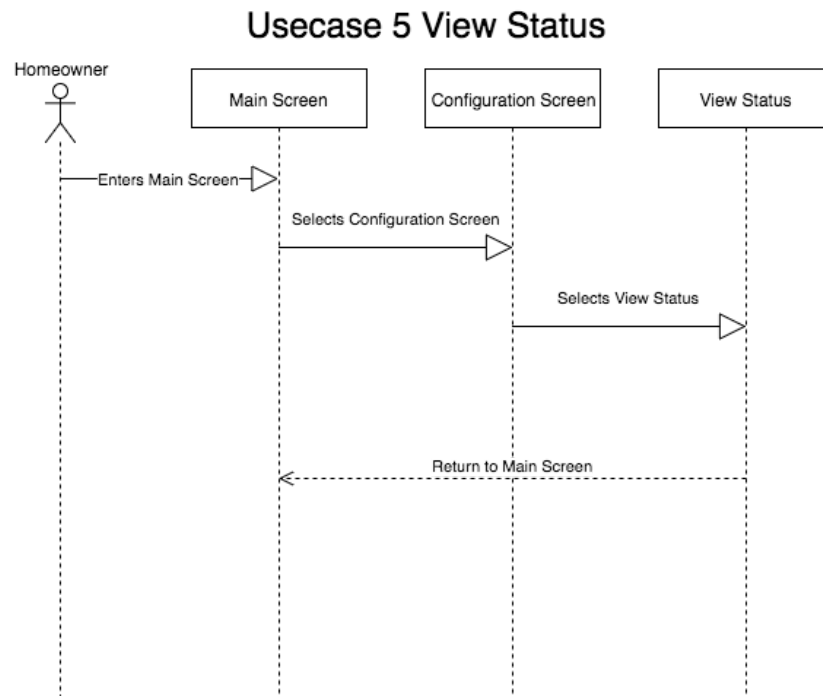 Usecase 5 View Status
Homeowner
Main Screen
Configuration Screen
View Status
Enters Main Screen
Selects Configuration Screen
Selects View Status
Return to Main Screen